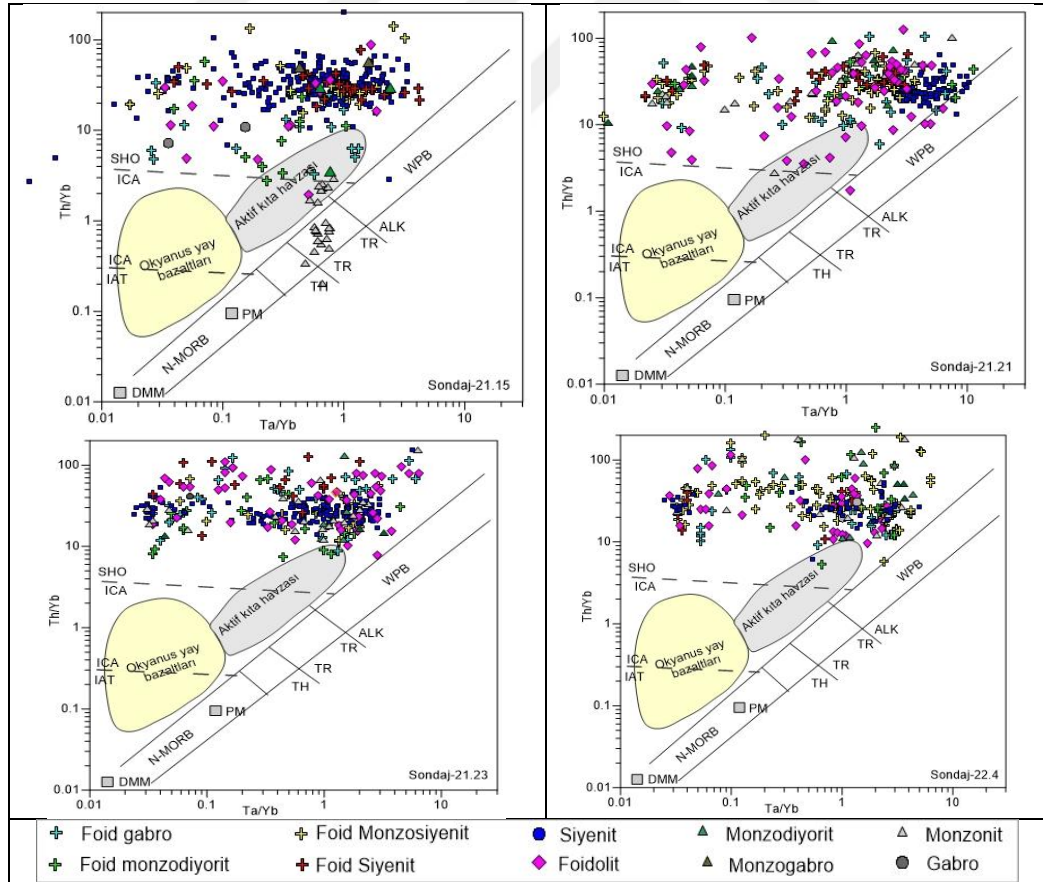 100
10
1
0.1
0.01
Th/Yb
SHO
ICA
ICA
IAT
Okyanus yay
bazaltları
Aktif kıta havzası
WPB
ALK
TR
TR
TH
PM
N-MORB
DMM
Sondaj-21.15
0.01
0.1
1
10
Ta/Yb
100
10
1
0.1
0.01
Th/Yb
SHO
ICA
ICA
IAT
Okyanus yay
bazaltları
Aktif kıta havzası
WPB
ALK
TR
TR
TH
PM
N-MORB
DMM
Sondaj-21.21
0.01
0.1
1
10
Ta/Yb
100
10
1
0.1
0.01
Th/Yb
SHO
ICA
ICA
IAT
Okyanus yay
bazaltları
Aktif kıta havzası
WPB
ALK
TR
TR
TH
PM
N-MORB
DMM
Sondaj-21.23
0.01
0.1
1
10
Ta/Yb
100
10
1
0.1
0.01
Th/Yb
SHO
ICA
ICA
IAT
Okyanus yay
bazaltları
Aktif kıta havzası
WPB
ALK
TR
TR
TH
PM
N-MORB
DMM
Sondaj-22.4
0.01
0.1
1
10
Ta/Yb
Foid gabro
Foid Monzosiyenit
Siyenit
Monzodiyorit
Monzonit
Foid monzodiyorit
Foid Siyenit
Foidolit
Monzogabro
Gabro